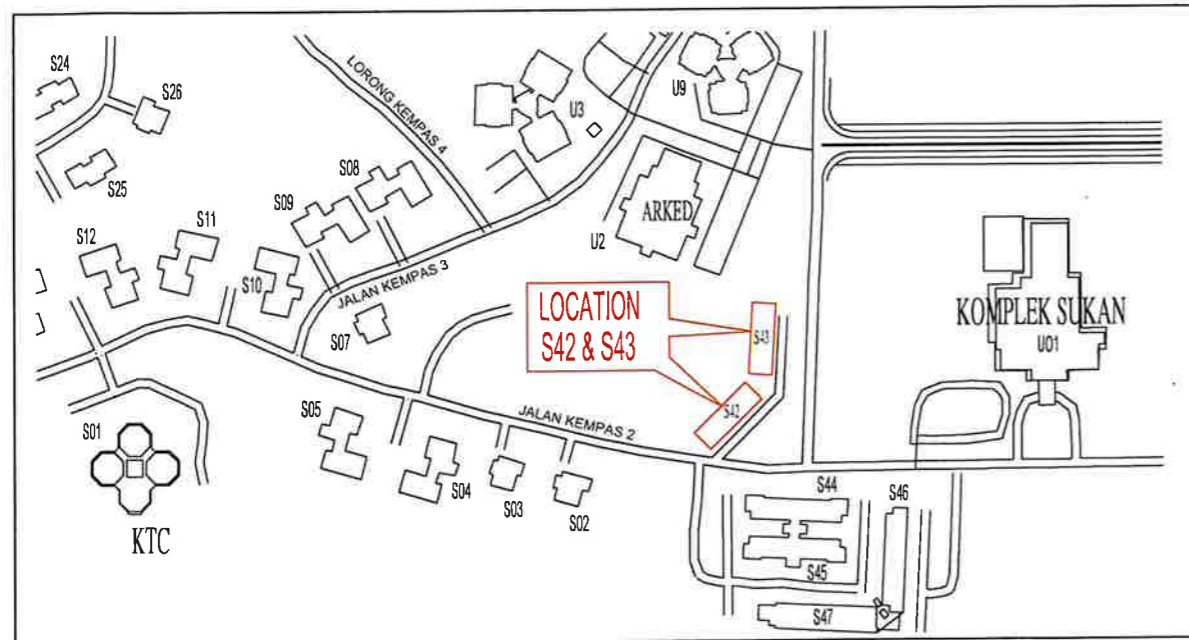 S24
S26
LORONG KEMPAS 4
U3
U9
S25
S08
S09
S11
S12
ARKED
U2
S10
JALAN KEMPAS 3
S07
LOCATION
S42 & S43
S43
KOMPLEK SUKAN
U01
S42
S05
JALAN KEMPAS 2
S01
S04
S03
S02
S44
S46
KTC
S45
S47